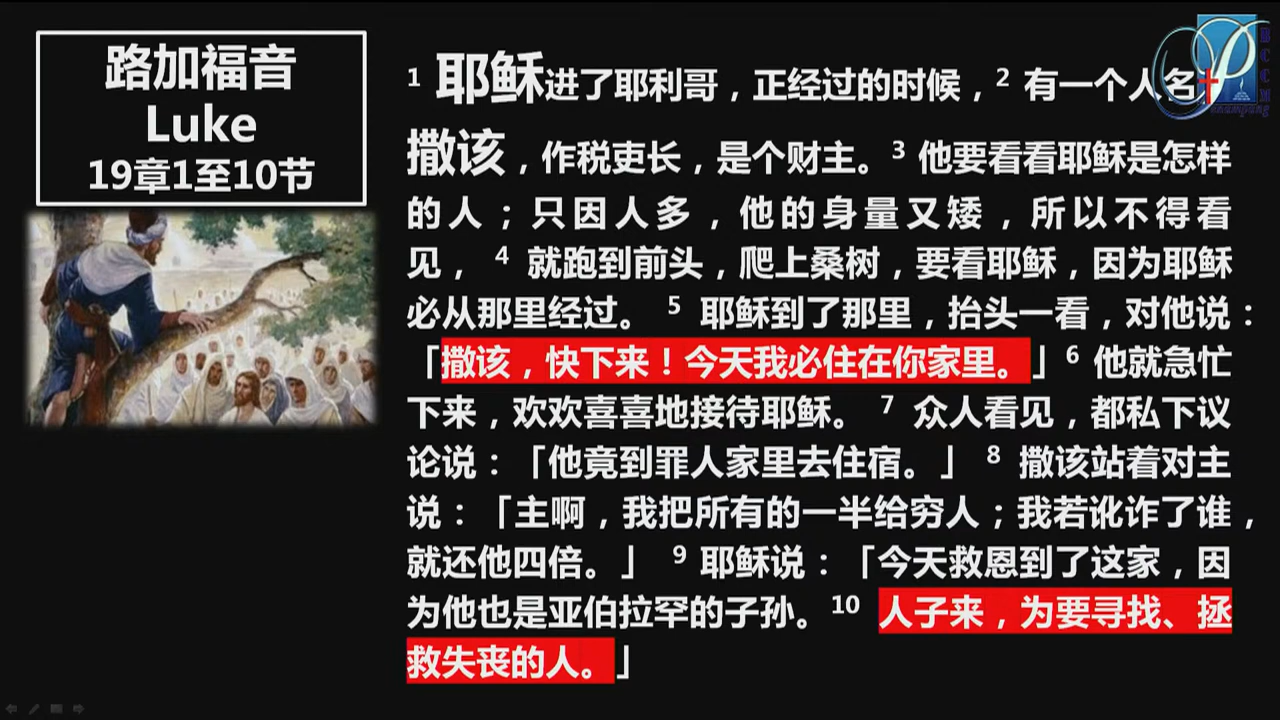 路加福音
Luke
19章1至10节
1 耶稣进了耶利哥，正经过的时候，2 有一个人名
撒该，作税吏长，是个财主。3 他要看看耶稣是怎样
的人；只因人多，他的身量又矮，所以不得看
见， 4 就跑到前头，爬上桑树，要看耶稣，因为耶稣
必从那里经过。 5 耶稣到了那里，抬头一看，对他说：
「撒该，快下来！今天我必住在你家里。」6 他就急忙
下来，欢欢喜喜地接待耶稣。 7 众人看见，都私下议
论说：「他竟到罪人家里去住宿。」 8 撒该站着对主
说：「主啊，我把所有的一半给穷人；我若讹诈了谁，
就还他四倍。」 9 耶稣说：「今天救恩到了这家，因
为他也是亚伯拉罕的子孙。10 人子来，为要寻找、拯
救失丧的人。」